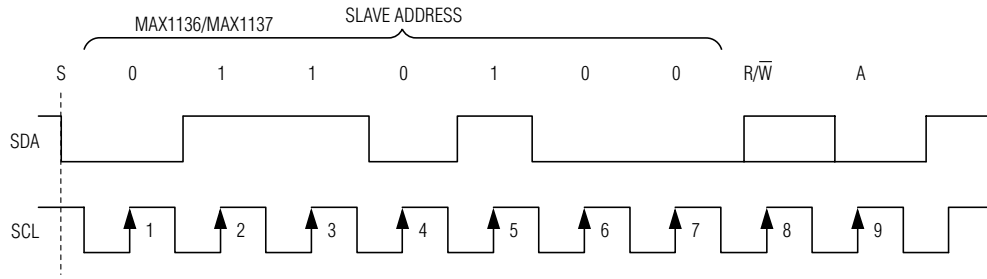 MAX1136/MAX1137
SLAVE ADDRESS
S 0 1 1 0 1 0 0 R/W̅ A
SDA
SCL 1 2 3 4 5 6 7 8 9